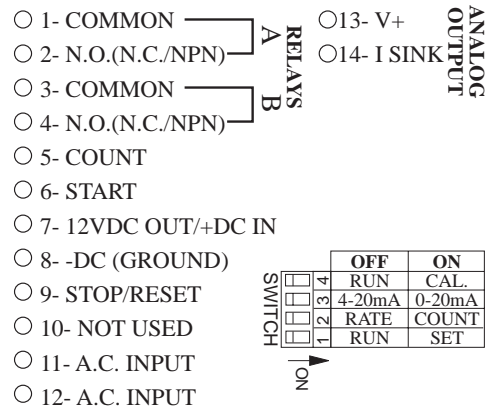 1- COMMON
2- N.O.(N.C./NPN)
A
3- COMMON
4- N.O.(N.C./NPN)
B
RELAYS
5- COUNT
6- START
7- 12VDC OUT/+DC IN
8- -DC (GROUND)
9- STOP/RESET
10- NOT USED
11- A.C. INPUT
12- A.C. INPUT
13- V+
14- I SINK
ANALOG
OUTPUT
OFF ON
SWITCH
4 RUN CAL.
3 4-20mA 0-20mA
2 RATE COUNT
1 RUN SET
ON